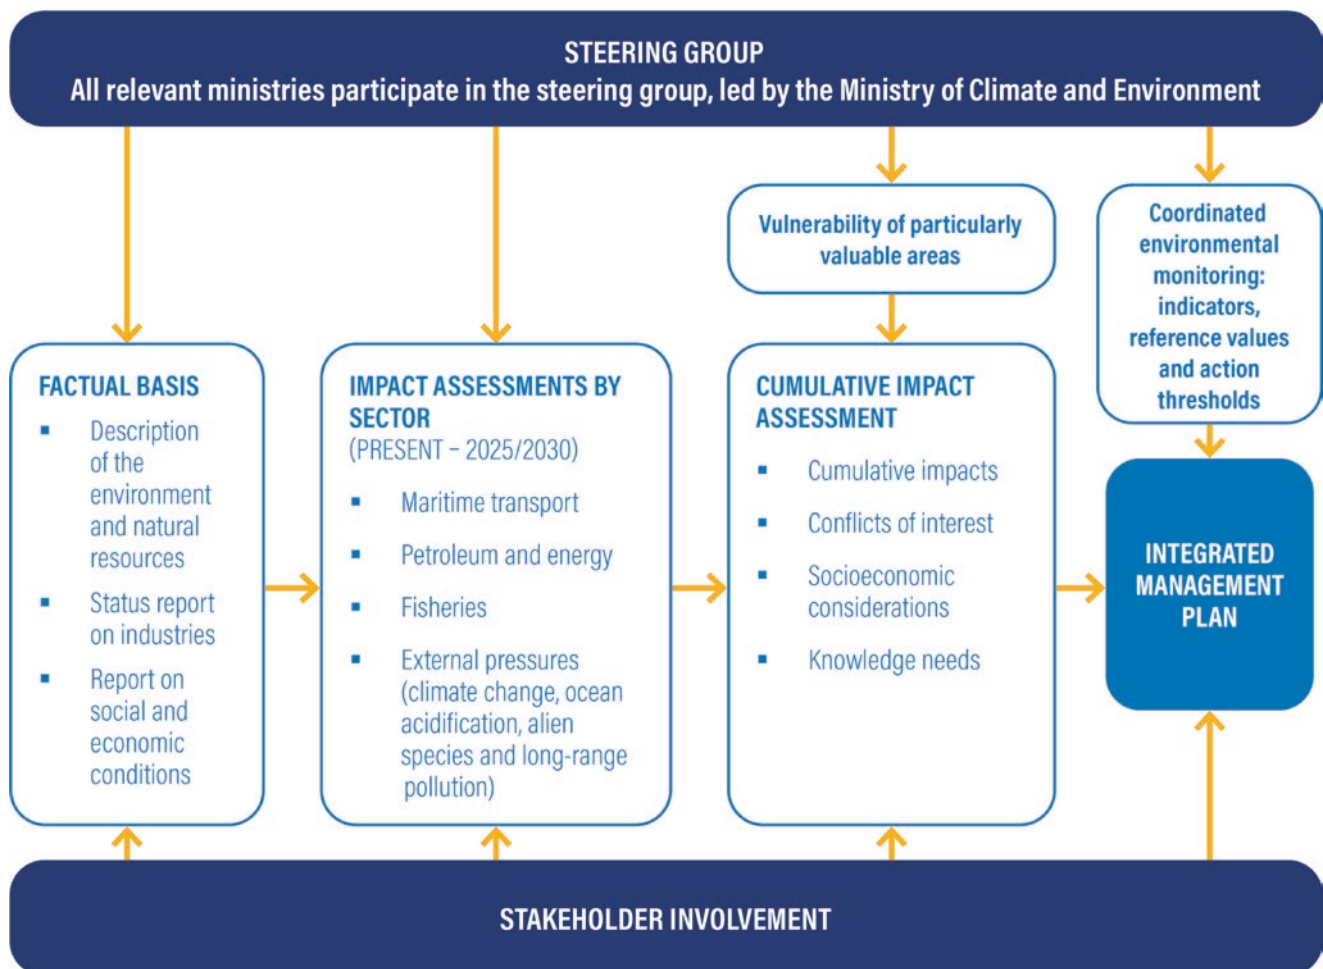 STEERING GROUP
All relevant ministries participate in the steering group, led by the Ministry of Climate and Environment
Vulnerability of particularly
valuable areas
Coordinated
environmental
monitoring:
indicators,
reference values
and action
thresholds
FACTUAL BASIS
▪ Description
of the
environment
and natural
resources
▪ Status report
on industries
▪ Report on
social and
economic
conditions
IMPACT ASSESSMENTS BY
SECTOR
(PRESENT – 2025/2030)
▪ Maritime transport
▪ Petroleum and energy
▪ Fisheries
▪ External pressures
(climate change, ocean
acidification, alien
species and long-range
pollution)
CUMULATIVE IMPACT
ASSESSMENT
▪ Cumulative impacts
▪ Conflicts of interest
▪ Socioeconomic
considerations
▪ Knowledge needs
INTEGRATED
MANAGEMENT
PLAN
STAKEHOLDER INVOLVEMENT